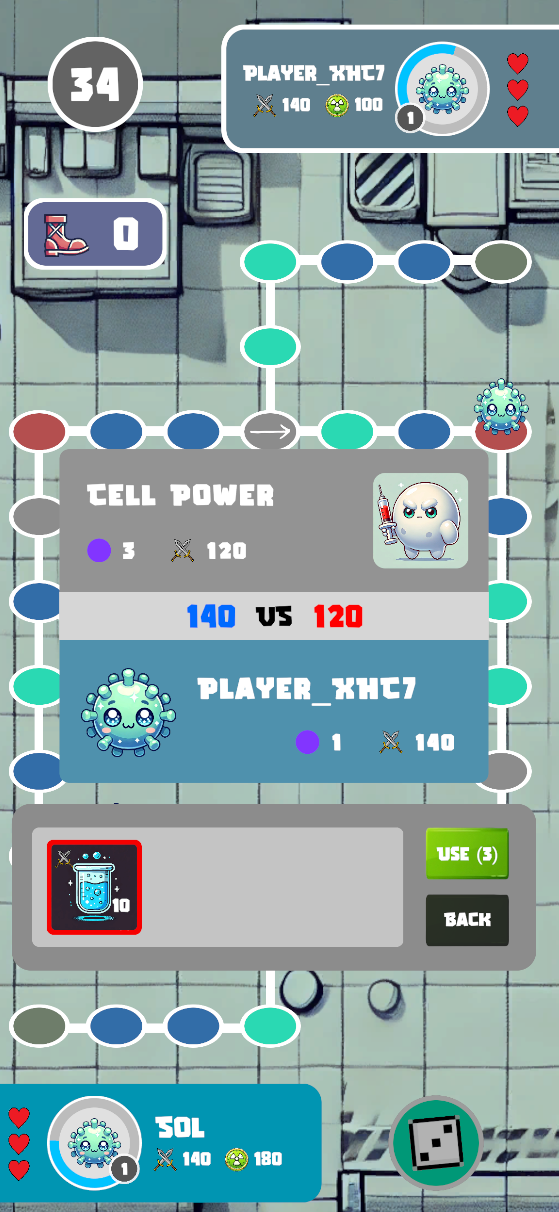 34
PLAYER_XHC7
140 100
1
0
CELL POWER
3 120
140 VS 120
PLAYER_XHC7
1 140
10
USE (3)
BACK
SOL
140 180
1